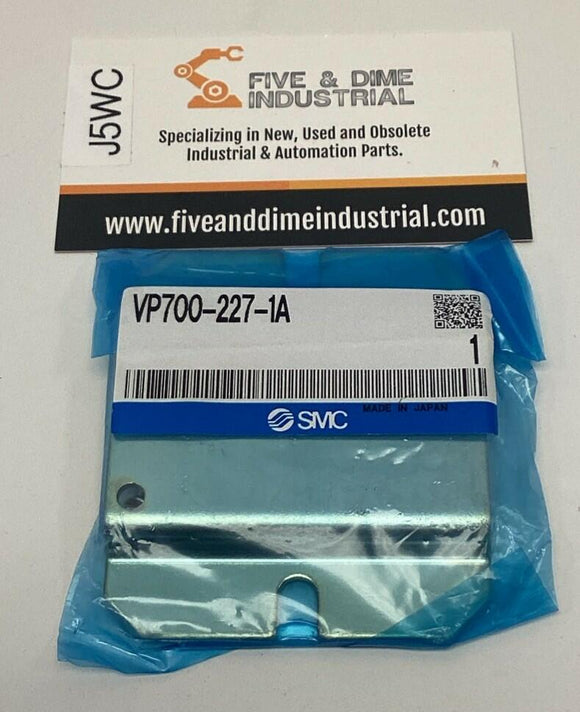 J5WC
FIVE & DIME
INDUSTRIAL
Specializing in New, Used and Obsolete
Industrial & Automation Parts.
www.fiveanddimeindustrial.com
VP700-227-1A
1
MADE IN JAPAN
SMC